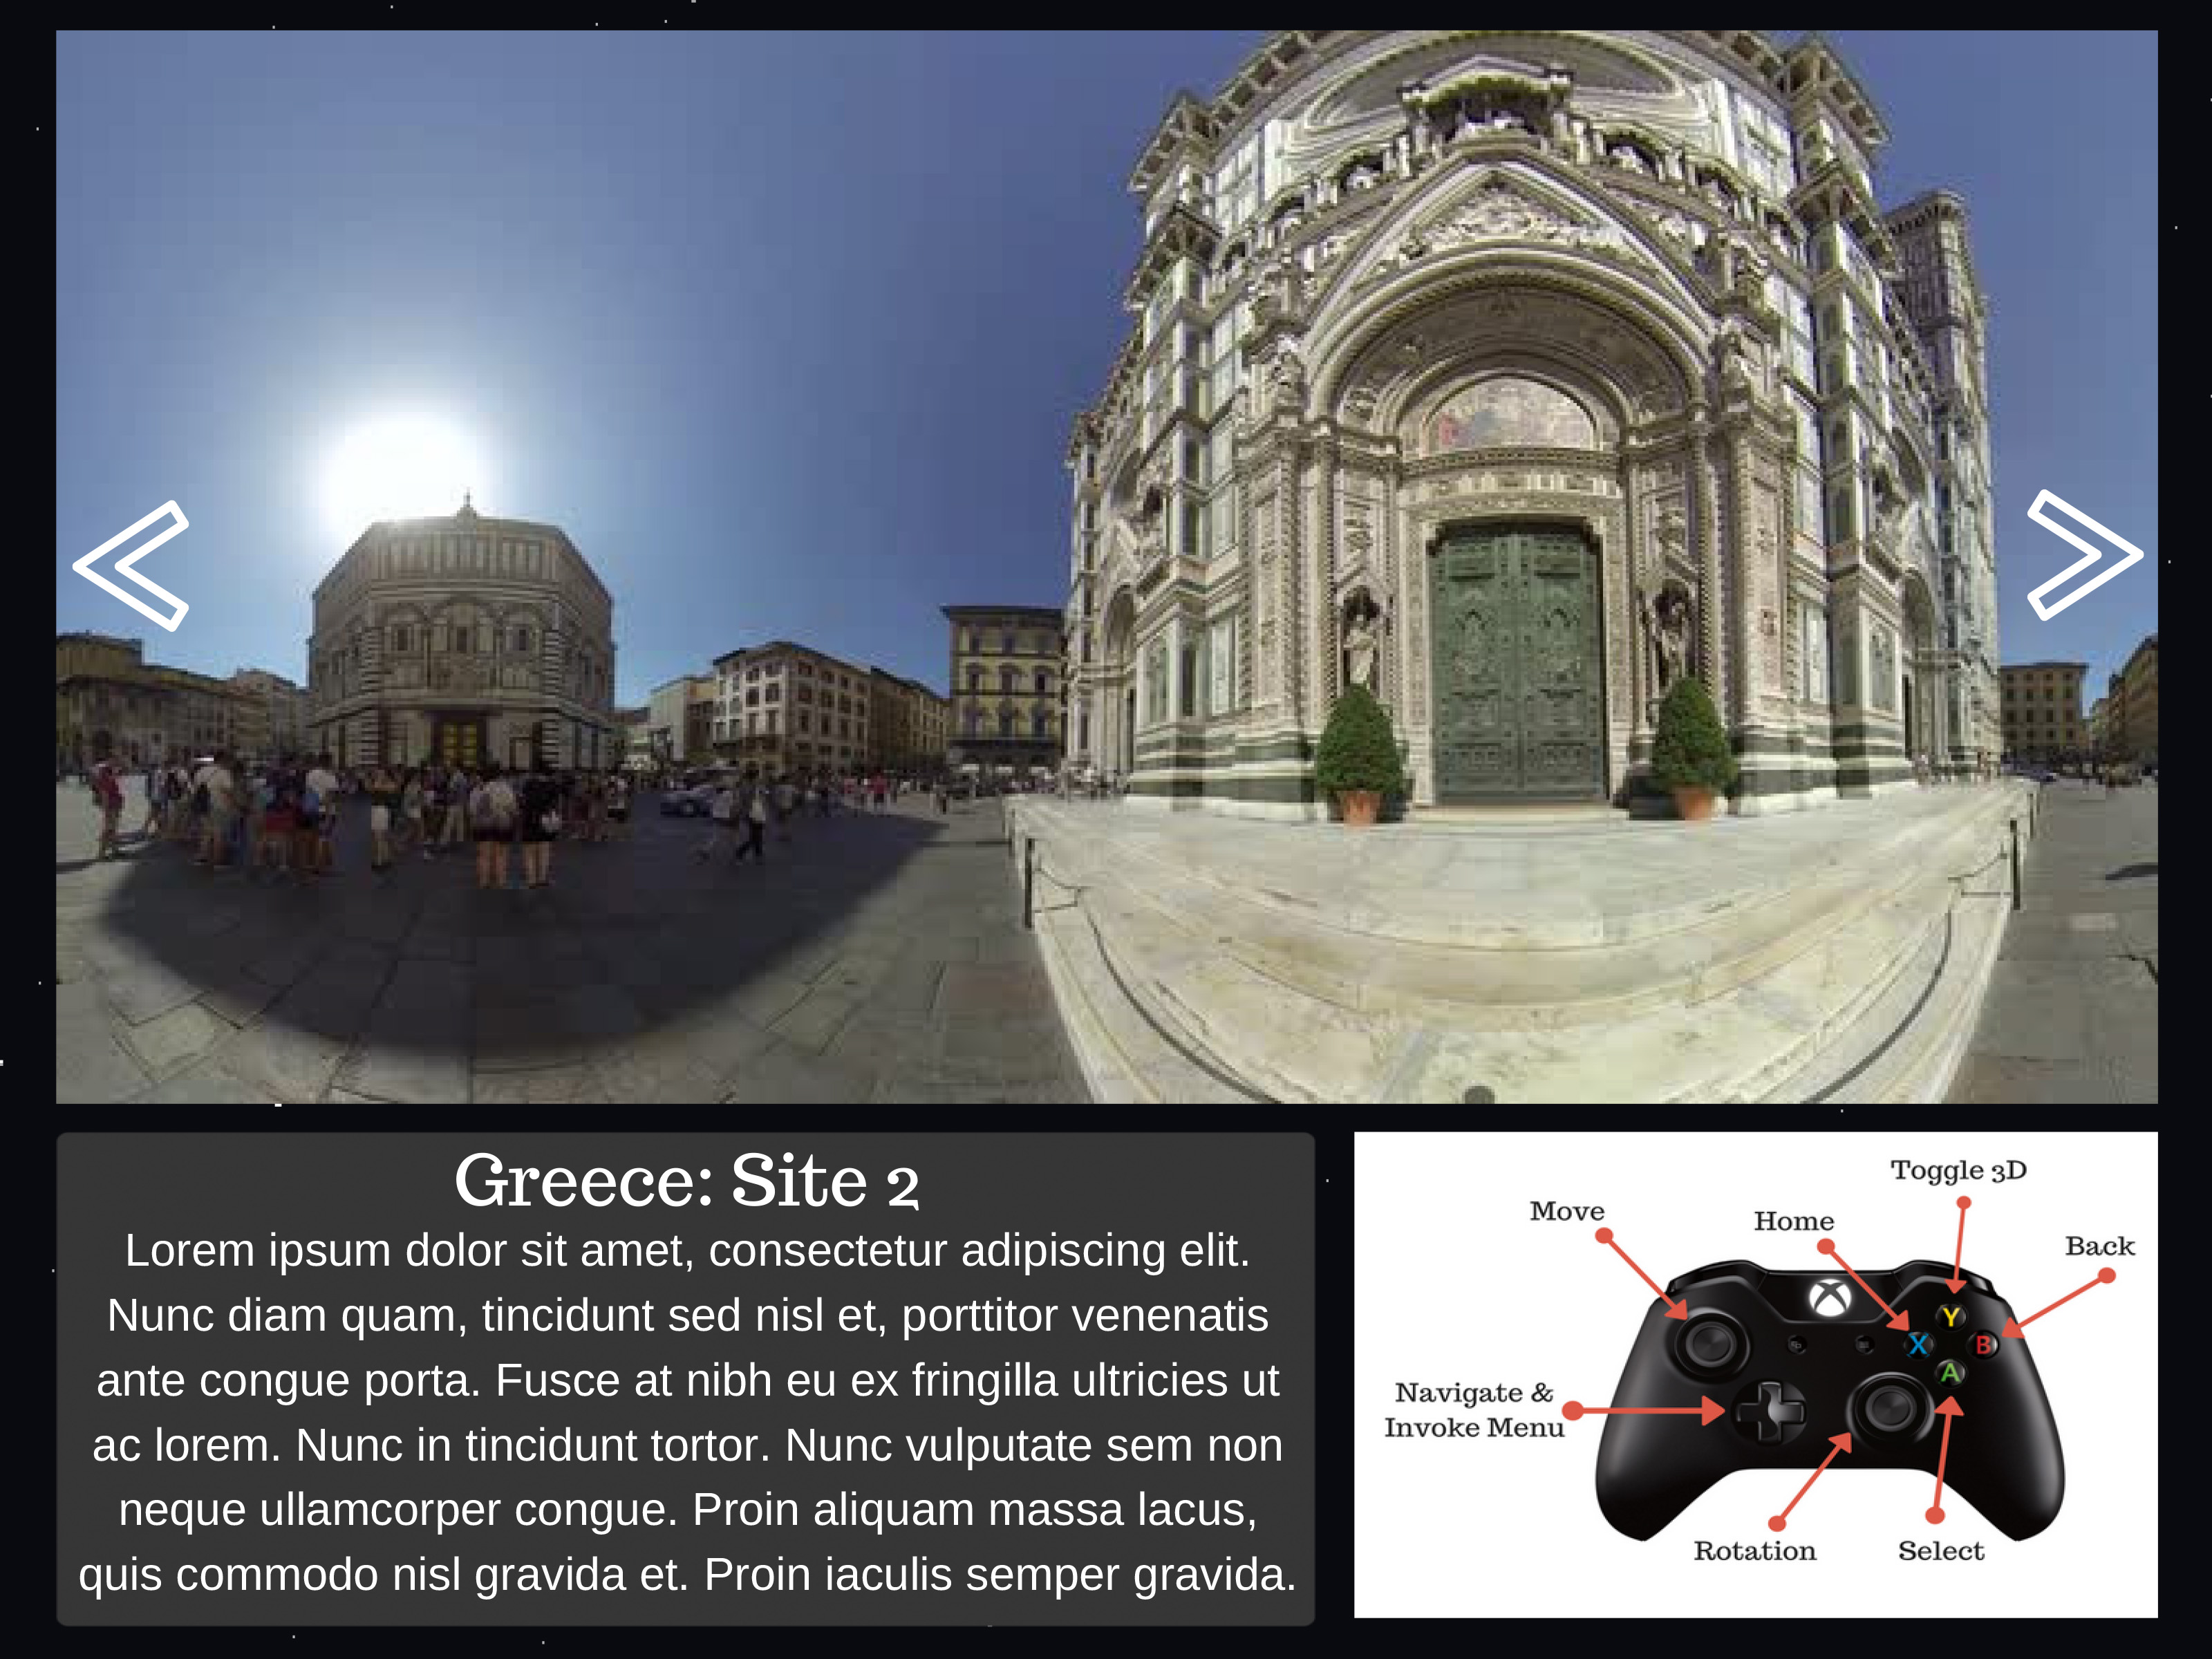 Greece: Site 2
Lorem ipsum dolor sit amet, consectetur adipiscing elit.
Nunc diam quam, tincidunt sed nisl et, porttitor venenatis
ante congue porta. Fusce at nibh eu ex fringilla ultricies ut
ac lorem. Nunc in tincidunt tortor. Nunc vulputate sem non
neque ullamcorper congue. Proin aliquam massa lacus,
quis commodo nisl gravida et. Proin iaculis semper gravida.
Toggle 3D
Move
Home
Back
Y
X
B
A
Navigate &
Invoke Menu
Rotation
Select